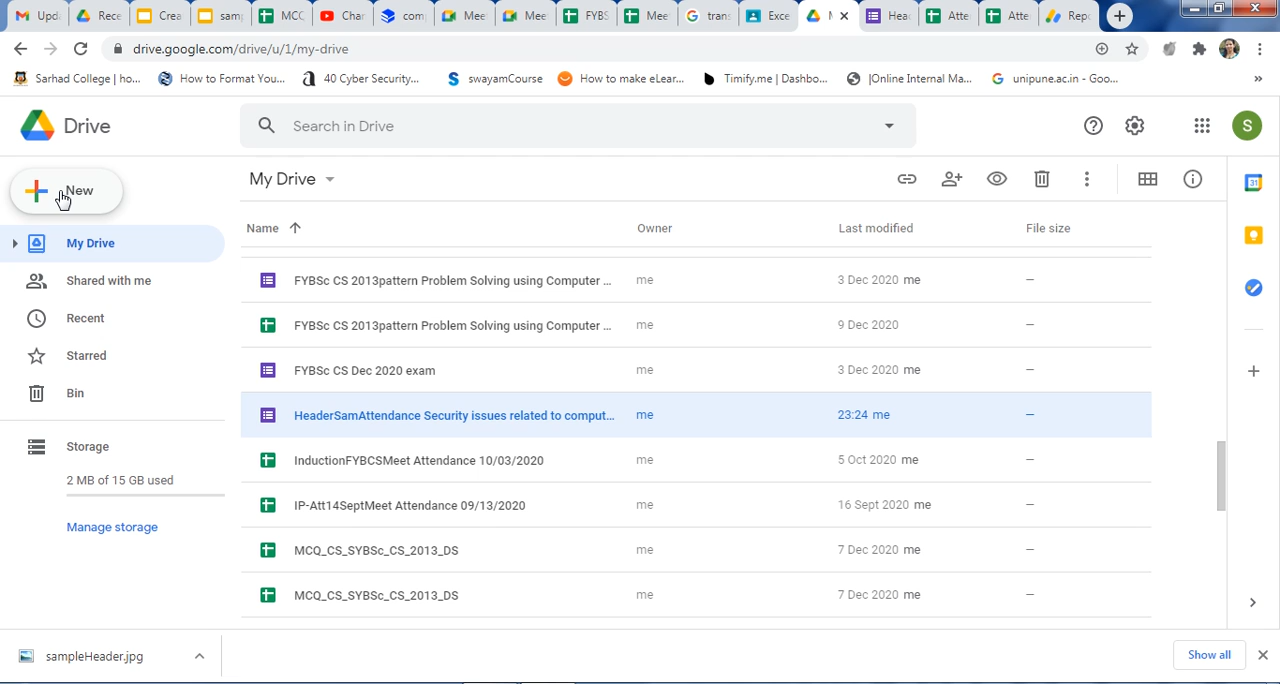 Upd Rece Crea sam MCC Char com Mee Mee FYBS Mee tran Exce M Head Atte Atte Rep
drive.google.com/drive/u/1/my-drive
Sarhad College | ho... How to Format You... 40 Cyber Security... swayamCourse How to make eLear... Timify.me | Dashbo... |Online Internal Ma... unipune.ac.in - Goo... »
Drive
Search in Drive
S
New
My Drive
Name Owner Last modified File size
My Drive
Shared with me
Recent
Starred
Bin
Storage
2 MB of 15 GB used
Manage storage
FYBSc CS 2013pattern Problem Solving using Computer ... me 3 Dec 2020 me —
FYBSc CS 2013pattern Problem Solving using Computer ... me 9 Dec 2020 —
FYBSc CS Dec 2020 exam me 3 Dec 2020 me —
HeaderSamAttendance Security issues related to comput... me 23:24 me —
InductionFYBCSMeet Attendance 10/03/2020 me 5 Oct 2020 me —
IP-Att14SeptMeet Attendance 09/13/2020 me 16 Sept 2020 me —
MCQ_CS_SYBSc_CS_2013_DS me 7 Dec 2020 me —
MCQ_CS_SYBSc_CS_2013_DS me 7 Dec 2020 me —
31
sampleHeader.jpg
Show all